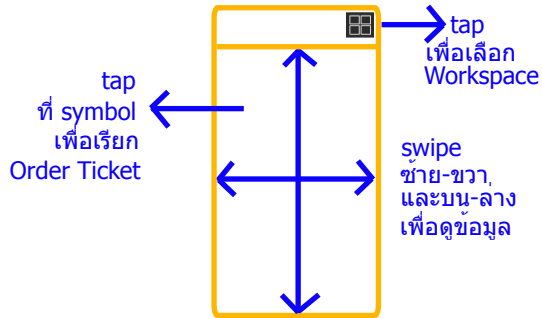 tap
เพื่อเลือก
Workspace
tap
ที่ symbol
เพื่อเรียก
Order Ticket
swipe
ซ้าย-ขวา
และบน-ล่าง
เพื่อดูข้อมูล